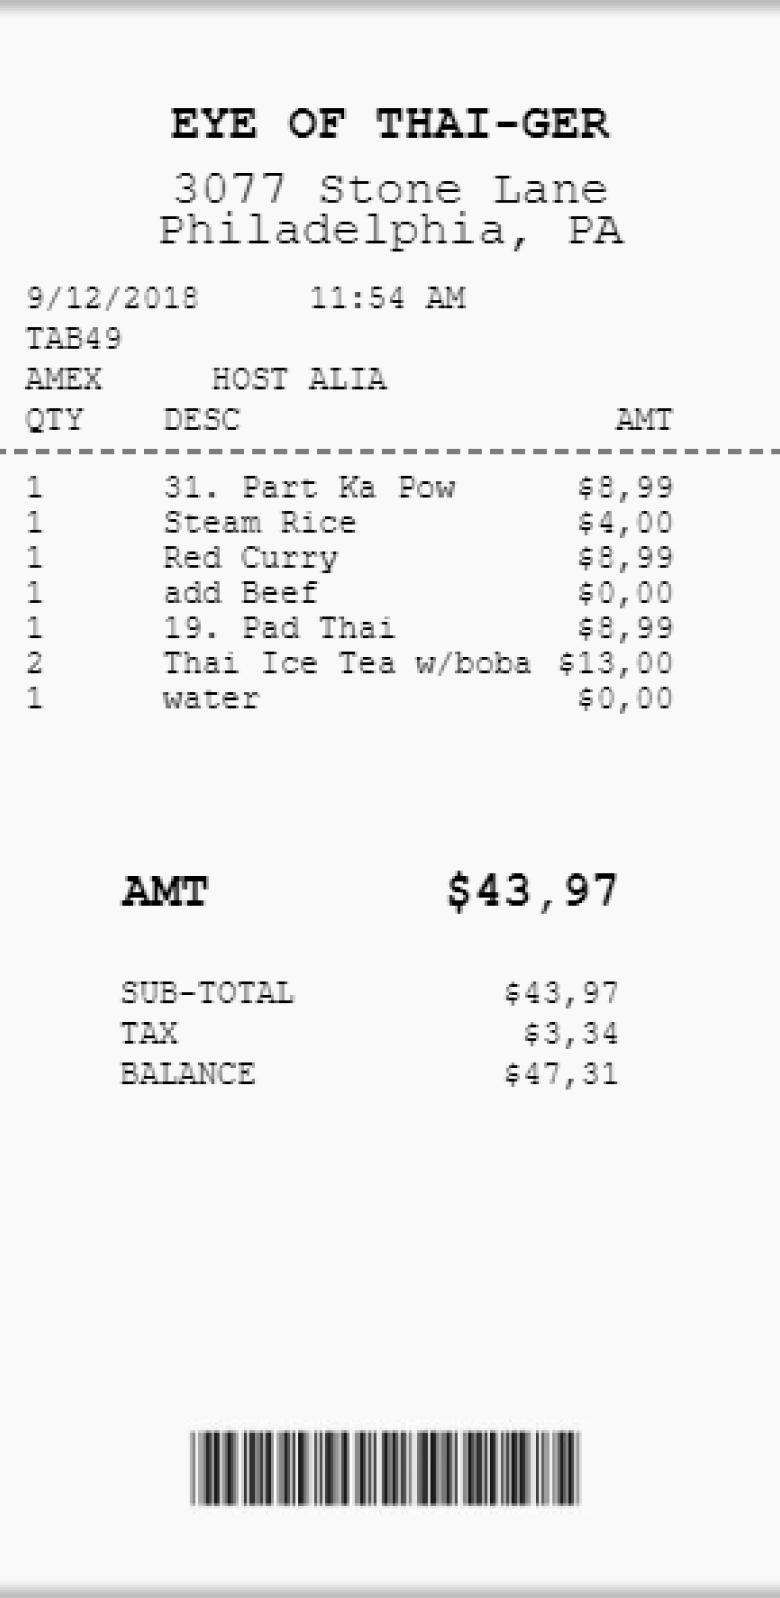 EYE OF THAI-GER
3077 Stone Lane
Philadelphia, PA
9/12/2018 11:54 AM
TAB49
AMEX HOST ALIA
QTY DESC AMT
1 31. Part Ka Pow $8,99
1 Steam Rice $4,00
1 Red Curry $8,99
1 add Beef $0,00
1 19. Pad Thai $8,99
2 Thai Ice Tea w/boba $13,00
1 water $0,00
AMT $43,97
SUB-TOTAL $43,97
TAX $3,34
BALANCE $47,31